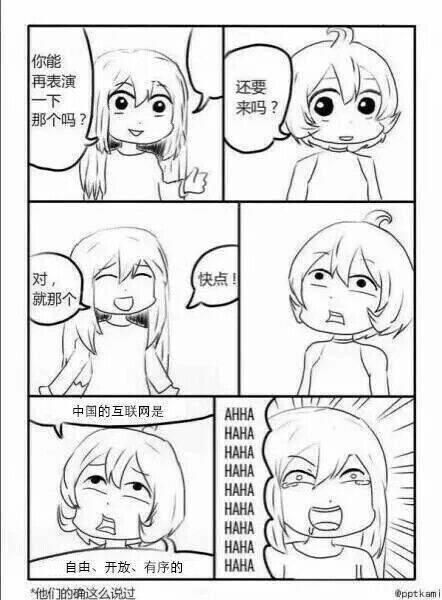 你能
再表演
一下
那个吗？
还要
来吗？
对，
就那个
快点！
中国的互联网是
自由、开放、有序的
AHHA
HAHA
HAHA
HAHA
HAHA
HAHA
HAHA
HAHA
HAHA
*他们的确这么说过
@pptkami